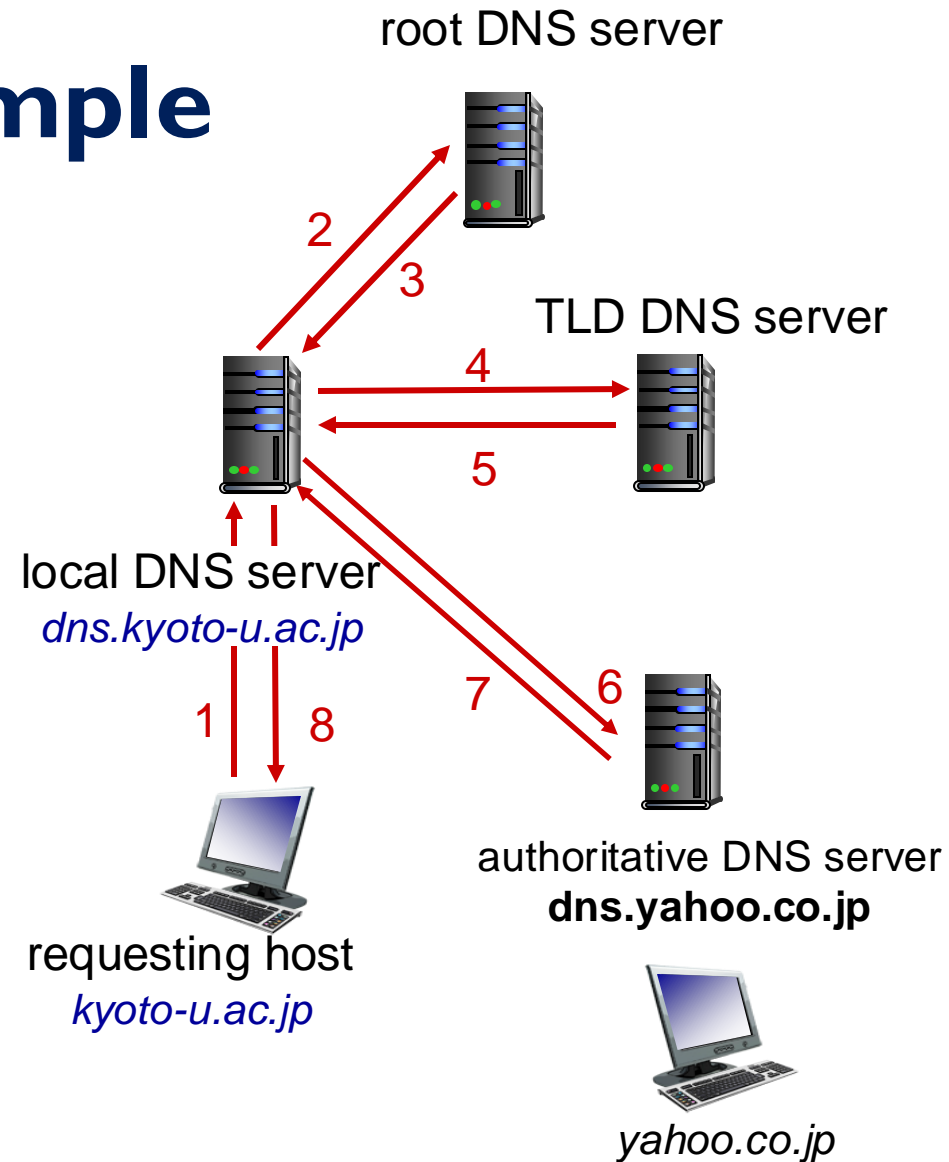 root DNS server
mple
2
3
TLD DNS server
4
5
local DNS server
dns.kyoto-u.ac.jp
1
8
7
6
authoritative DNS server
dns.yahoo.co.jp
requesting host
kyoto-u.ac.jp
yahoo.co.jp